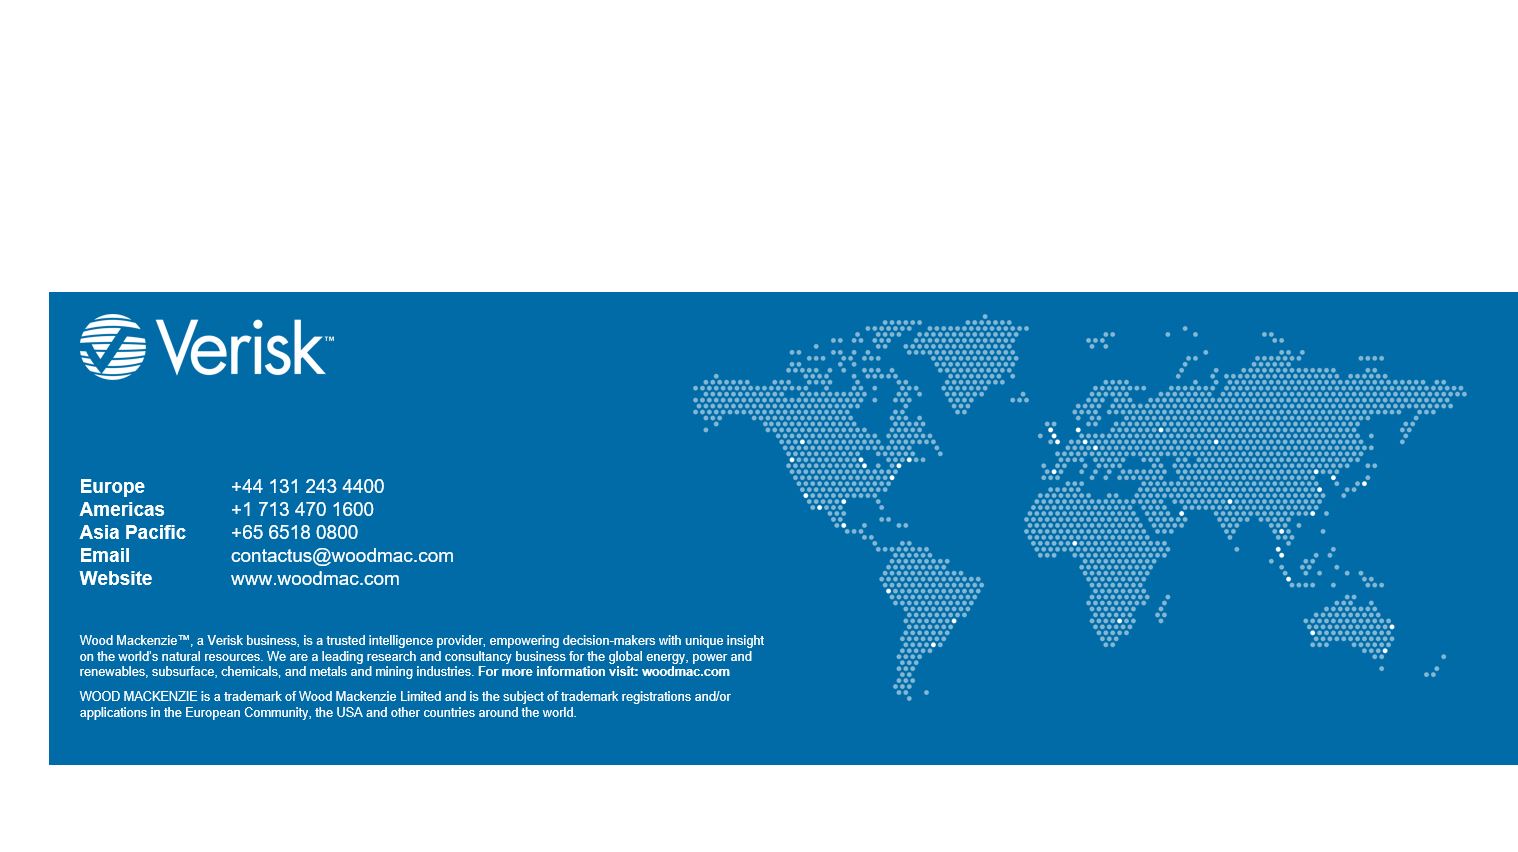 Verisk™
Europe +44 131 243 4400
Americas +1 713 470 1600
Asia Pacific +65 6518 0800
Email contactus@woodmac.com
Website www.woodmac.com
Wood Mackenzie™, a Verisk business, is a trusted intelligence provider, empowering decision-makers with unique insight
on the world's natural resources. We are a leading research and consultancy business for the global energy, power and
renewables, subsurface, chemicals, and metals and mining industries. For more information visit: woodmac.com
WOOD MACKENZIE is a trademark of Wood Mackenzie Limited and is the subject of trademark registrations and/or
applications in the European Community, the USA and other countries around the world.